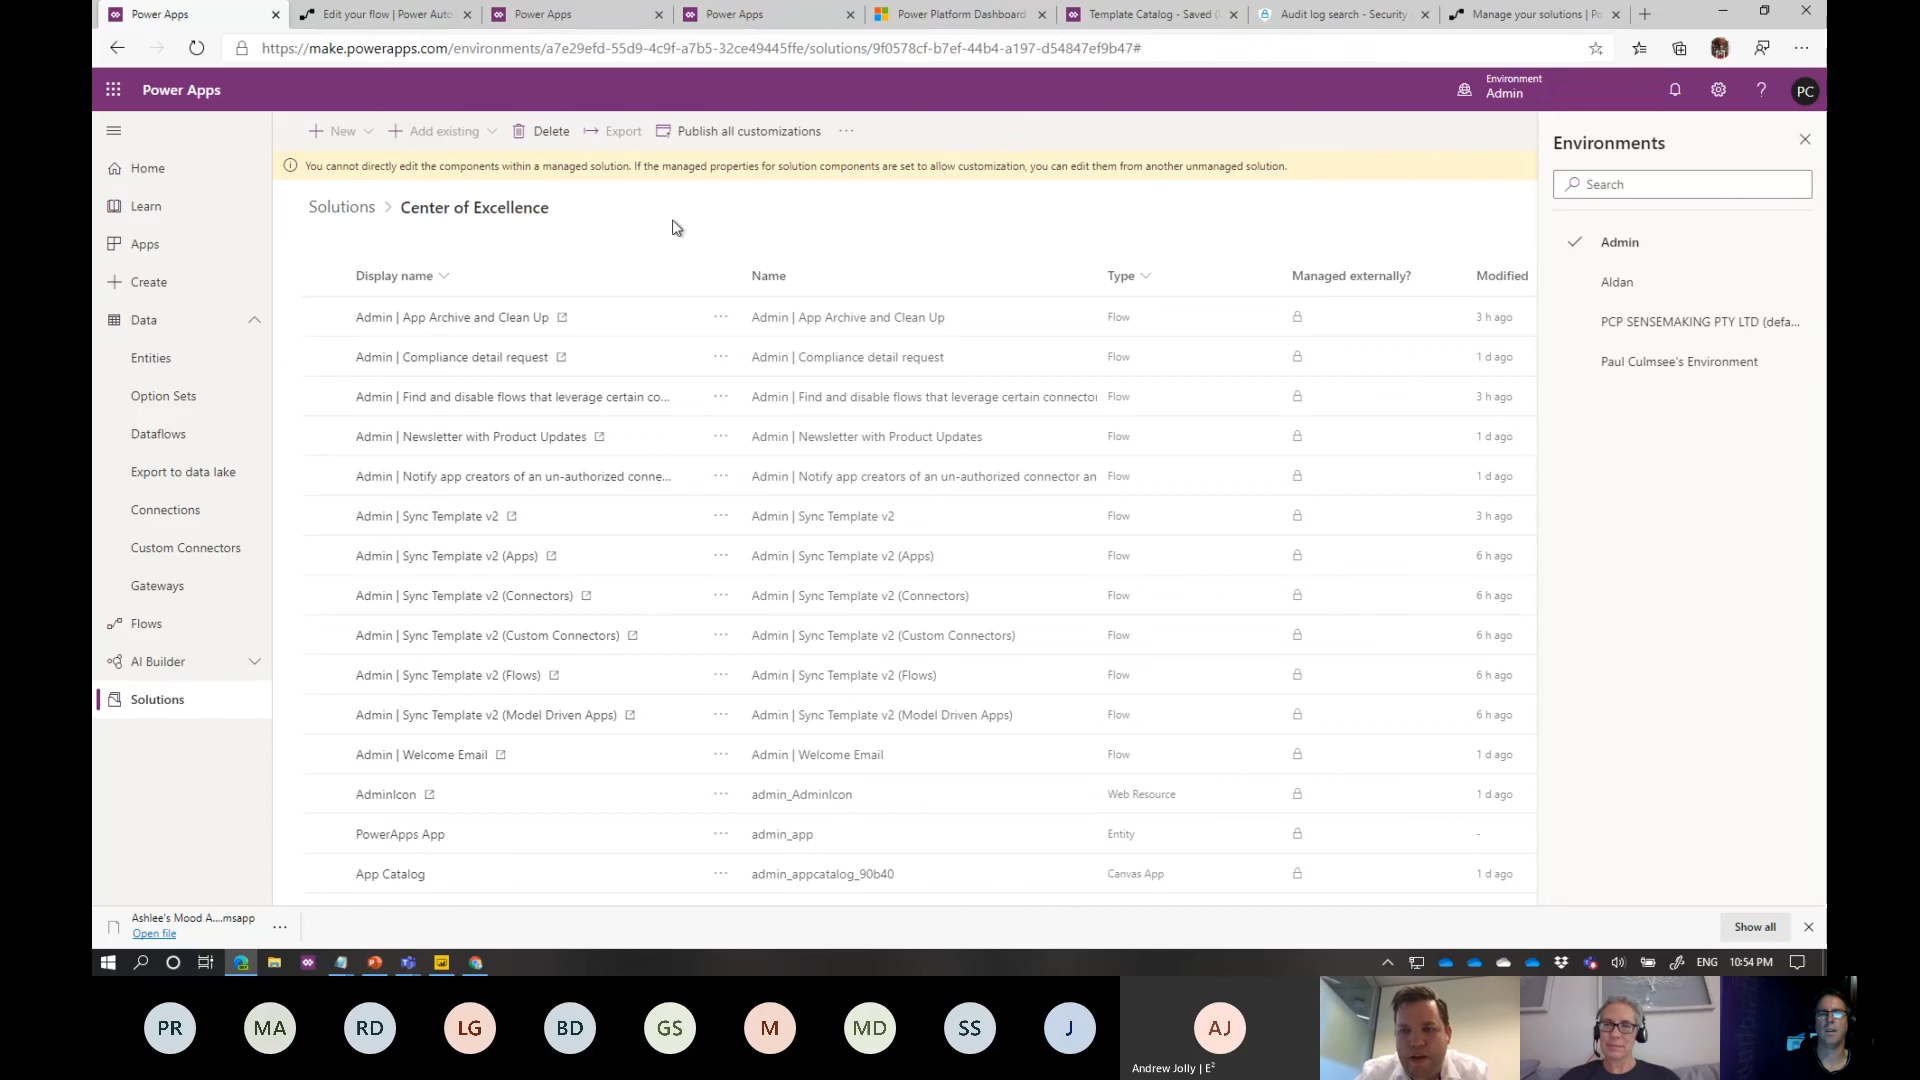 Power Apps
Edit your flow | Power Auto
Power Apps
Power Apps
Power Platform Dashboard
Template Catalog - Saved (
Audit log search - Security
Manage your solutions | Po
https://make.powerapps.com/environments/a7e29efd-55d9-4c9f-a7b5-32ce49445ffe/solutions/9f0578cf-b7ef-44b4-a197-d54847ef9b47#
Power Apps
Environment
Admin
PC
New
Add existing
Delete
Export
Publish all customizations
You cannot directly edit the components within a managed solution. If the managed properties for solution components are set to allow customization, you can edit them from another unmanaged solution.
Home
Learn
Apps
Create
Data
Entities
Option Sets
Dataflows
Export to data lake
Connections
Custom Connectors
Gateways
Flows
AI Builder
Solutions
Solutions > Center of Excellence
Display name Name Type Managed externally? Modified
Admin | App Archive and Clean Up Admin | App Archive and Clean Up Flow 3 h ago
Admin | Compliance detail request Admin | Compliance detail request Flow 1 d ago
Admin | Find and disable flows that leverage certain co... Admin | Find and disable flows that leverage certain connector Flow 3 h ago
Admin | Newsletter with Product Updates Admin | Newsletter with Product Updates Flow 1 d ago
Admin | Notify app creators of an un-authorized conne... Admin | Notify app creators of an un-authorized connector an Flow 1 d ago
Admin | Sync Template v2 Admin | Sync Template v2 Flow 3 h ago
Admin | Sync Template v2 (Apps) Admin | Sync Template v2 (Apps) Flow 6 h ago
Admin | Sync Template v2 (Connectors) Admin | Sync Template v2 (Connectors) Flow 6 h ago
Admin | Sync Template v2 (Custom Connectors) Admin | Sync Template v2 (Custom Connectors) Flow 6 h ago
Admin | Sync Template v2 (Flows) Admin | Sync Template v2 (Flows) Flow 6 h ago
Admin | Sync Template v2 (Model Driven Apps) Admin | Sync Template v2 (Model Driven Apps) Flow 6 h ago
Admin | Welcome Email Admin | Welcome Email Flow 1 d ago
AdminIcon admin_AdminIcon Web Resource 1 d ago
PowerApps App admin_app Entity -
App Catalog admin_appcatalog_90b40 Canvas App 1 d ago
Environments
Search
Admin
Aldan
PCP SENSEMAKING PTY LTD (defa...
Paul Culmsee's Environment
Ashlee's Mood A....msapp
Open file
Show all
ENG 10:54 PM
PR MA RD LG BD GS M MD SS J AJ
Andrew Jolly | E²